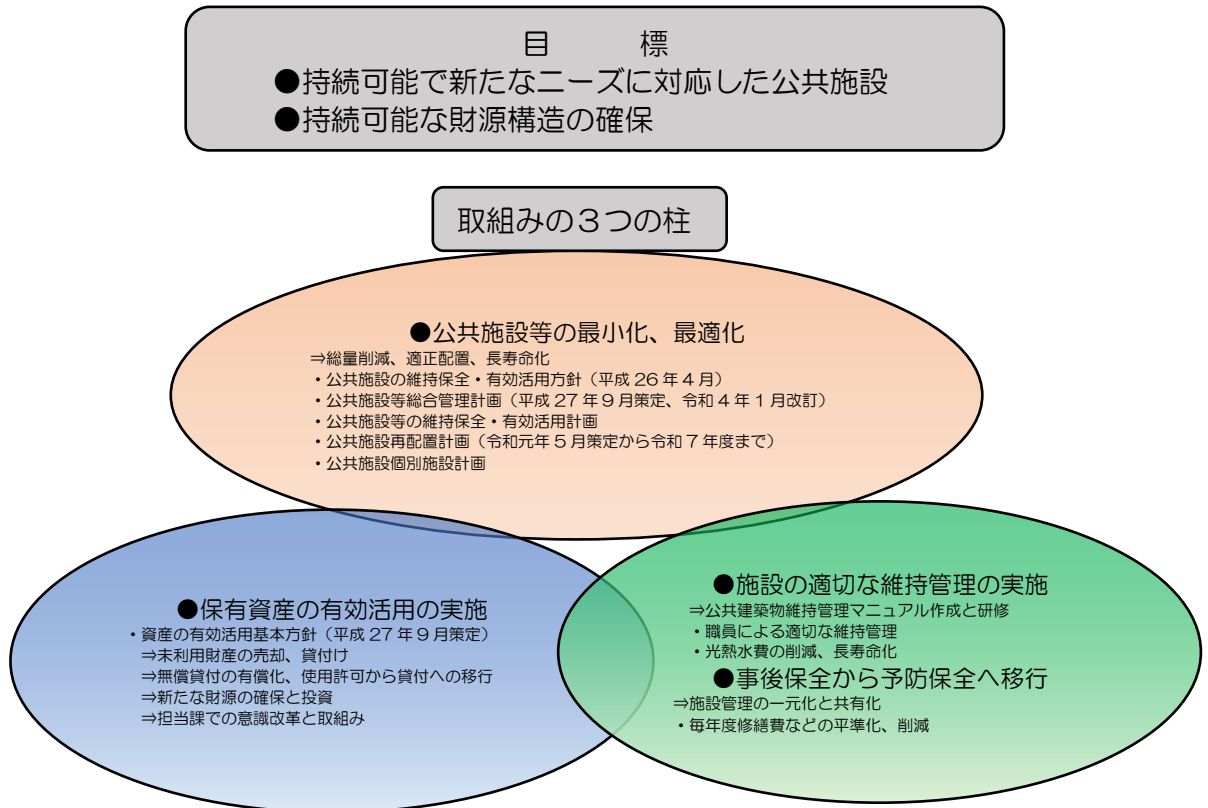 目　標
●持続可能で新たなニーズに対応した公共施設
●持続可能な財源構造の確保
取組みの３つの柱
●公共施設等の最小化、最適化
⇒総量削減、適正配置、長寿命化
・公共施設の維持保全・有効活用方針（平成 26 年 4 月）
・公共施設等総合管理計画（平成 27 年 9 月策定、令和 4 年 1 月改訂）
・公共施設等の維持保全・有効活用計画
・公共施設再配置計画（令和元年 5 月策定から令和 7 年度まで）
・公共施設個別施設計画
●保有資産の有効活用の実施
・資産の有効活用基本方針（平成 27 年 9 月策定）
⇒未利用財産の売却、貸付け
⇒無償貸付の有償化、使用許可から貸付への移行
⇒新たな財源の確保と投資
⇒担当課での意識改革と取組み
●施設の適切な維持管理の実施
⇒公共建築物維持管理マニュアル作成と研修
・職員による適切な維持管理
・光熱水費の削減、長寿命化
●事後保全から予防保全へ移行
⇒施設管理の一元化と共有化
・毎年度修繕費などの平準化、削減